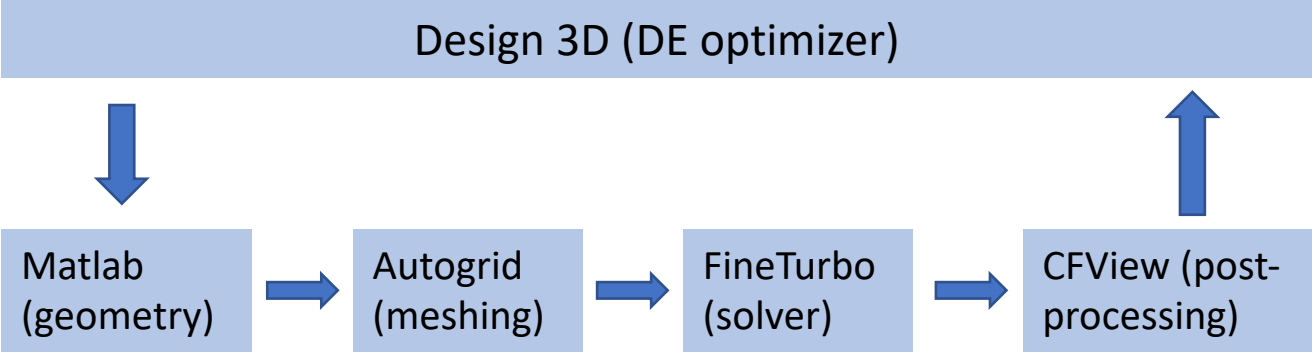 Design 3D (DE optimizer)
Matlab
(geometry)
Autogrid
(meshing)
FineTurbo
(solver)
CFView (post-
processing)